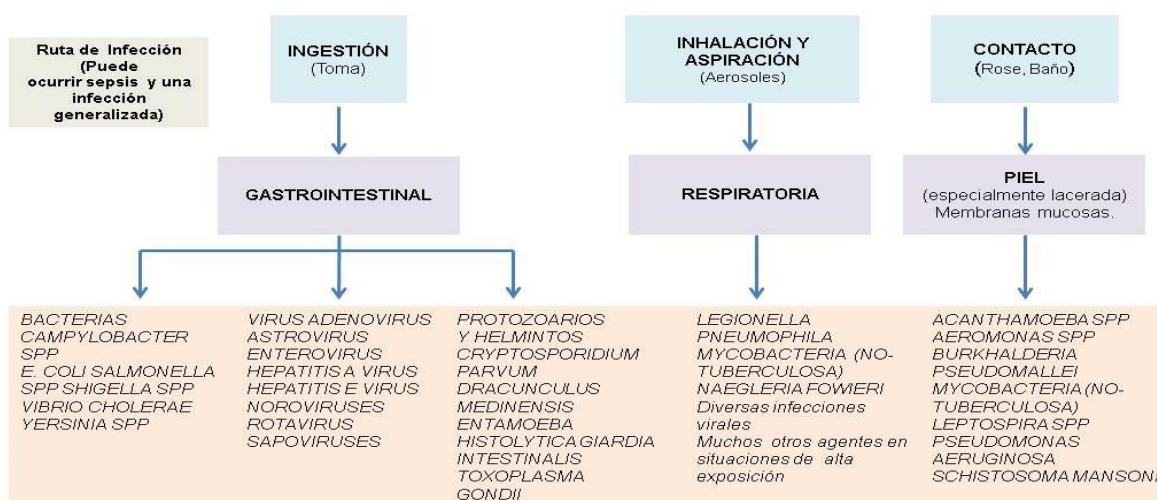 Ruta de Infección
(Puede
ocurrir sepsis y una
infección
generalizada)
INGESTIÓN
(Toma)
INHALACIÓN Y
ASPIRACIÓN
(Aerosoles)
CONTACTO
(Rose, Baño)
GASTROINTESTINAL
RESPIRATORIA
PIEL
(especialmente lacerada)
Membranas mucosas.
BACTERIAS
CAMPYLOBACTER
SPP
E. COLI SALMONELLA
SPP SHIGELLA SPP
VIBRIO CHOLERAE
YERSINIA SPP
VIRUS ADENOVIRUS
ASTROVIRUS
ENTEROVIRUS
HEPATITIS A VIRUS
HEPATITIS E VIRUS
NOROVIRUSES
ROTAVIRUS
SAPOVIRUSES
PROTOZOARIOS
Y HELMINTOS
CRYPTOSPORIDIUM
PARVUM
DRACUNCULUS
MEDINENSIS
ENTAMOEBA
HISTOLYTICA GIARDIA
INTESTINALIS
TOXOPLASMA
GONDII
LEGIONELLA
PNEUMOPHILA
MYCOBACTERIA (NO-
TUBERCULOSA)
NAEGLERIA FOWIERI
Diversas infecciones
virales
Muchos otros agentes en
situaciones de alta
exposición
ACANTHAMOEBA SPP
AEROMONAS SPP
BURKHALDERIA
PSEUDOMALLEI
MYCOBACTERIA (NO-
TUBERCULOSA)
LEPTOSPIRA SPP
PSEUDOMONAS
AERUGINOSA
SCHISTOSOMA MANSONI